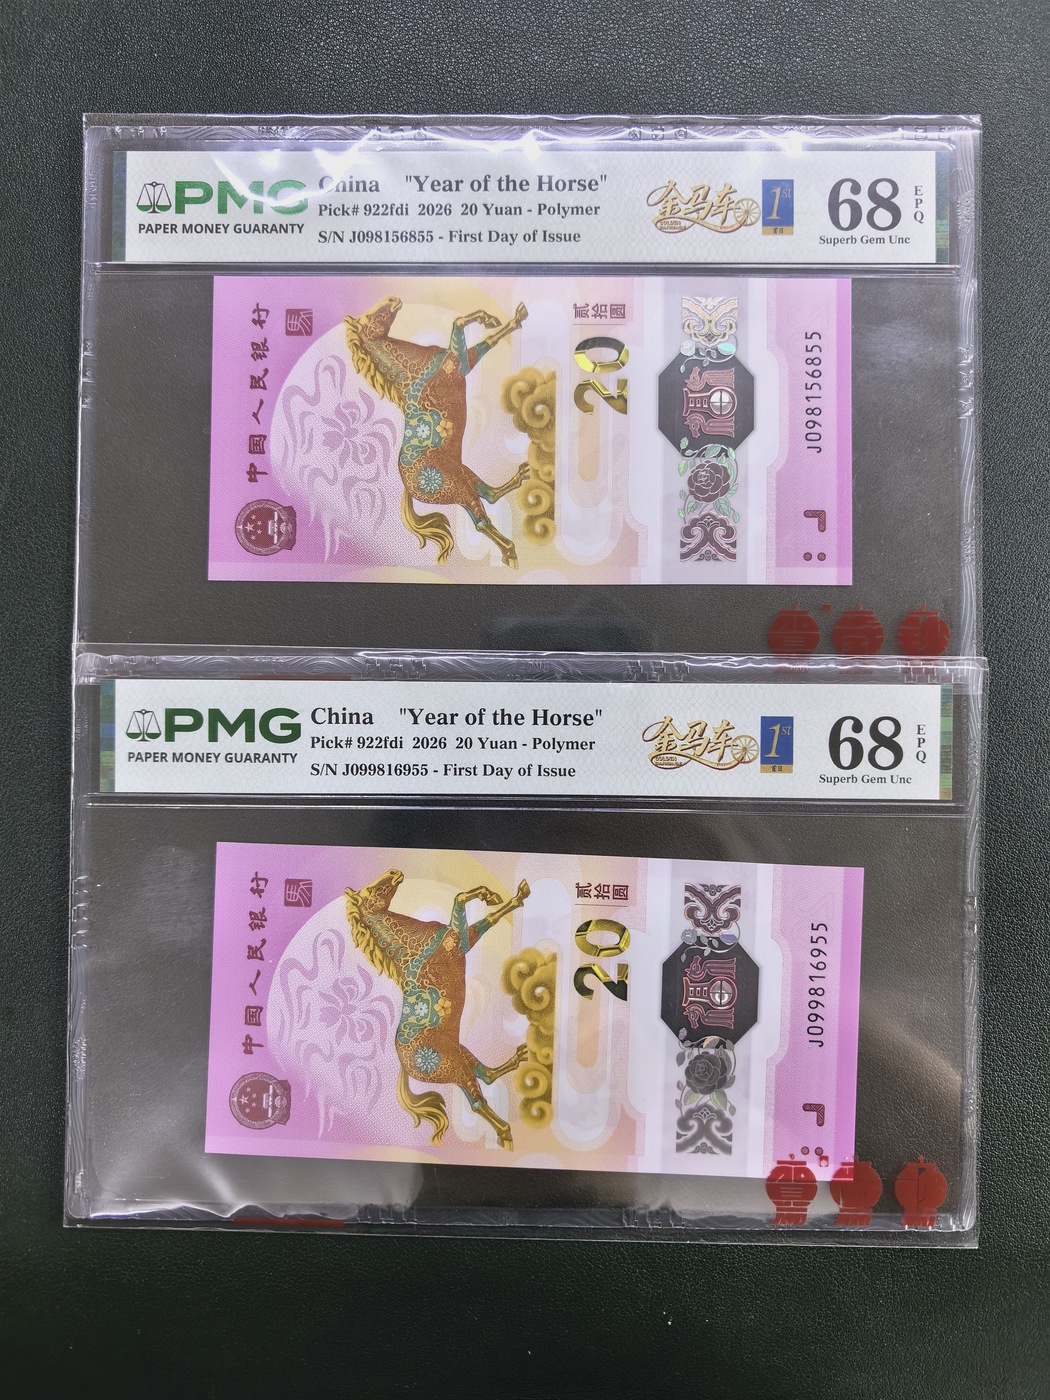 PMG
PAPER MONEY GUARANTY
China "Year of the Horse"
Pick# 922fdi 2026 20 Yuan - Polymer
S/N J098156855 - First Day of Issue
金马车
1st
首日
68
EPQ
Superb Gem Unc
中国人民银行
贰拾圆
20
J098156855
PMG
PAPER MONEY GUARANTY
China "Year of the Horse"
Pick# 922fdi 2026 20 Yuan - Polymer
S/N J099816955 - First Day of Issue
金马车
1st
首日
68
EPQ
Superb Gem Unc
中国人民银行
贰拾圆
20
J099816955